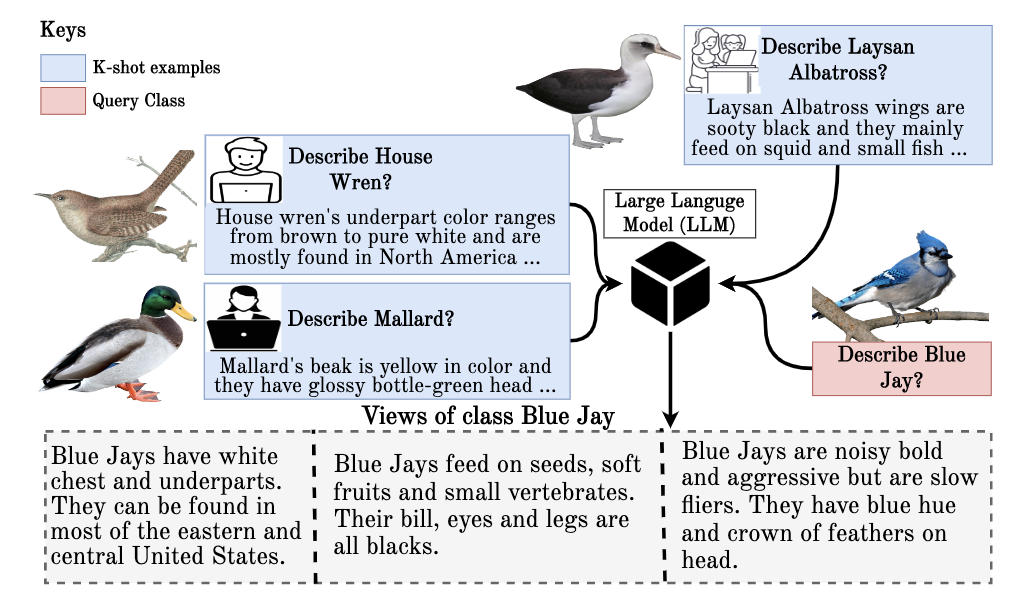 Keys
K-shot examples
Query Class
Describe Laysan
Albatross?
Laysan Albatross wings are
sooty black and they mainly
feed on squid and small fish ...
Describe House
Wren?
House wren's underpart color ranges
from brown to pure white and are
mostly found in North America ...
Large Languge
Model (LLM)
Describe Mallard?
Mallard's beak is yellow in color and
they have glossy bottle-green head ...
Describe Blue
Jay?
Views of class Blue Jay
Blue Jays have white
chest and underparts.
They can be found in
most of the eastern and
central United States.
Blue Jays feed on seeds, soft
fruits and small vertebrates.
Their bill, eyes and legs are
all blacks.
Blue Jays are noisy bold
and aggressive but are slow
fliers. They have blue hue
and crown of feathers on
head.